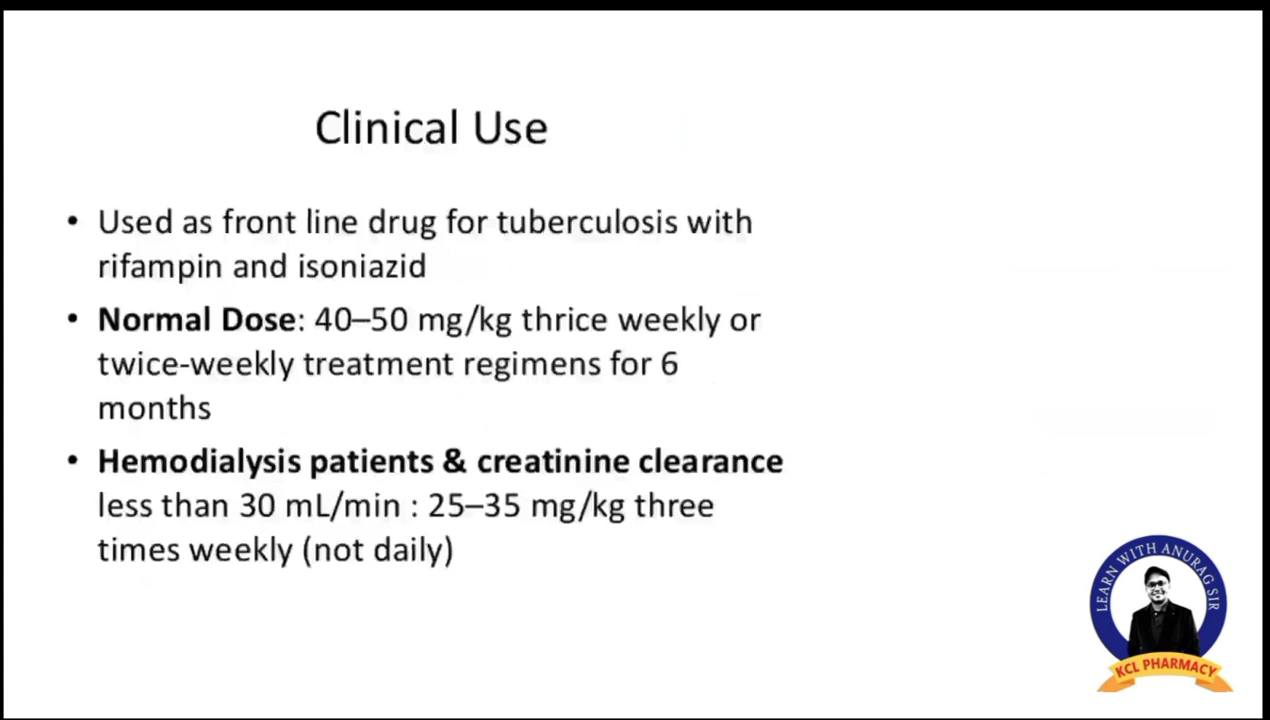 Clinical Use
• Used as front line drug for tuberculosis with
rifampin and isoniazid
• Normal Dose: 40–50 mg/kg thrice weekly or
twice-weekly treatment regimens for 6
months
• Hemodialysis patients & creatinine clearance
less than 30 mL/min : 25–35 mg/kg three
times weekly (not daily)
LEARN WITH ANURAG SIR
KCL PHARMACY